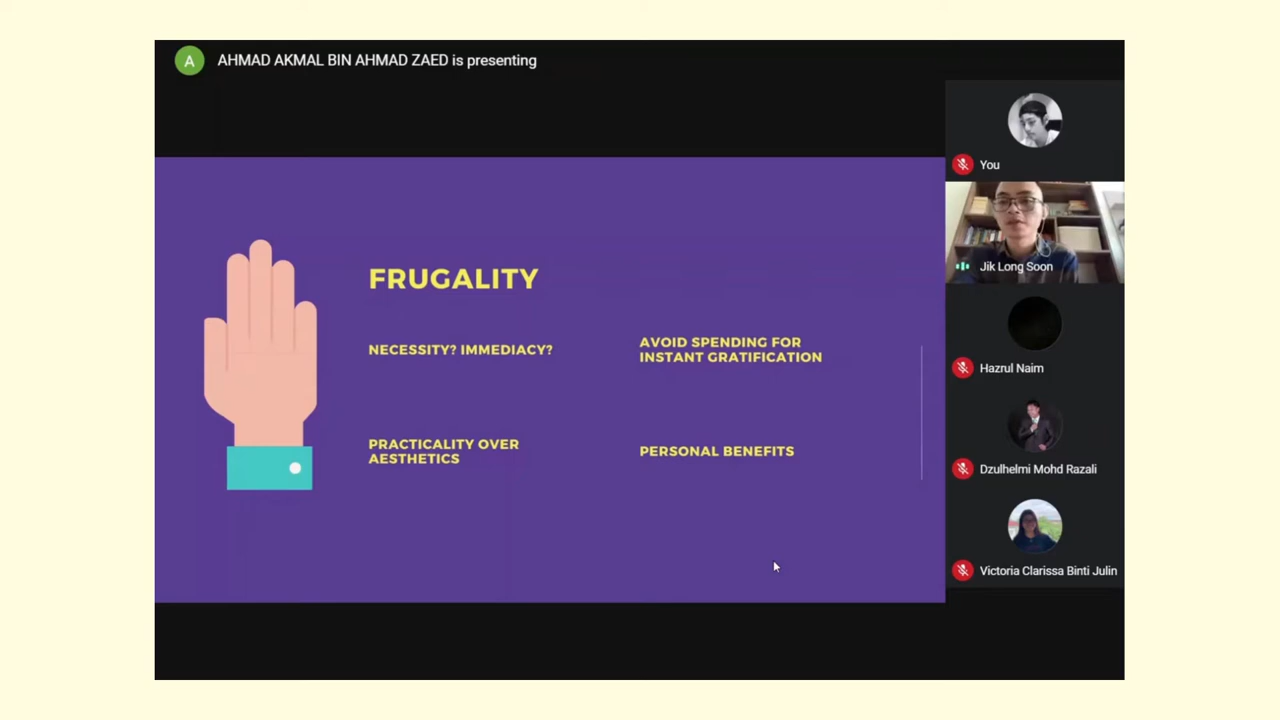 A
AHMAD AKMAL BIN AHMAD ZAED is presenting
FRUGALITY
NECESSITY? IMMEDIACY?
AVOID SPENDING FOR
INSTANT GRATIFICATION
PRACTICALITY OVER
AESTHETICS
PERSONAL BENEFITS
You
Jik Long Soon
Hazrul Naim
Dzulhelmi Mohd Razali
Victoria Clarissa Binti Julin